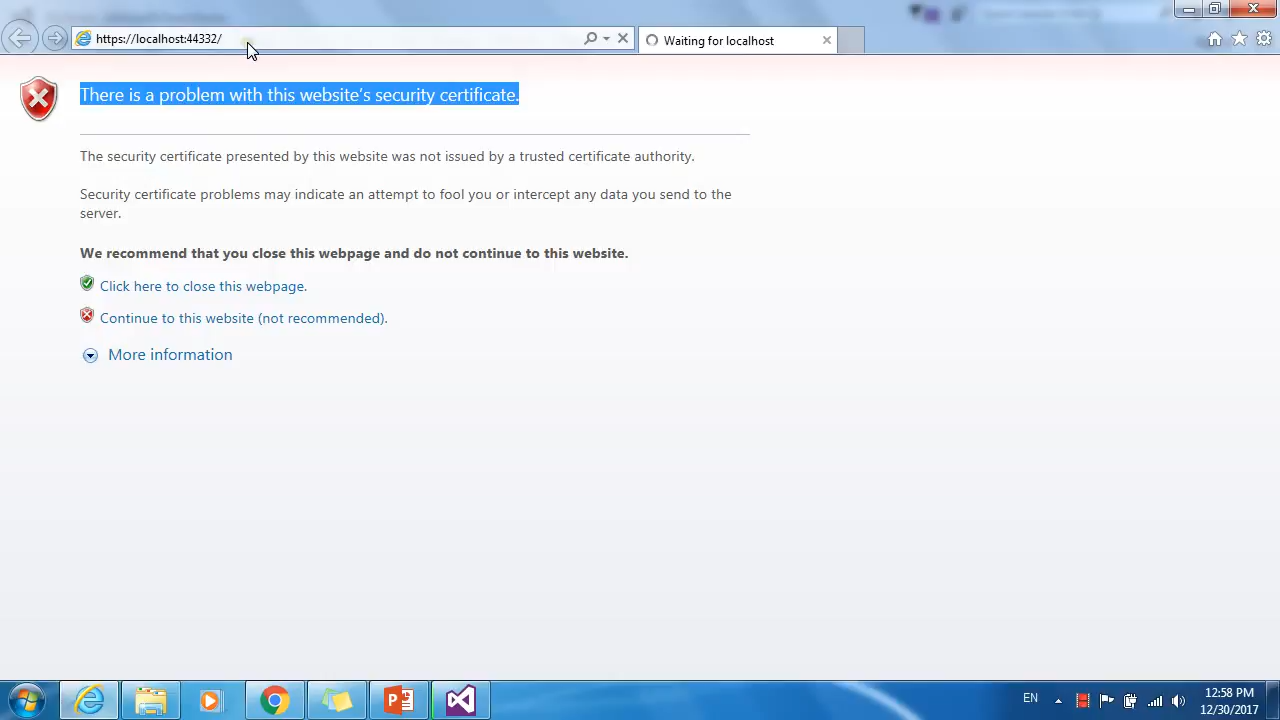 https://localhost:44332/
Waiting for localhost
There is a problem with this website's security certificate.
The security certificate presented by this website was not issued by a trusted certificate authority.
Security certificate problems may indicate an attempt to fool you or intercept any data you send to the
server.
We recommend that you close this webpage and do not continue to this website.
Click here to close this webpage.
Continue to this website (not recommended).
More information
EN
12:58 PM
12/30/2017